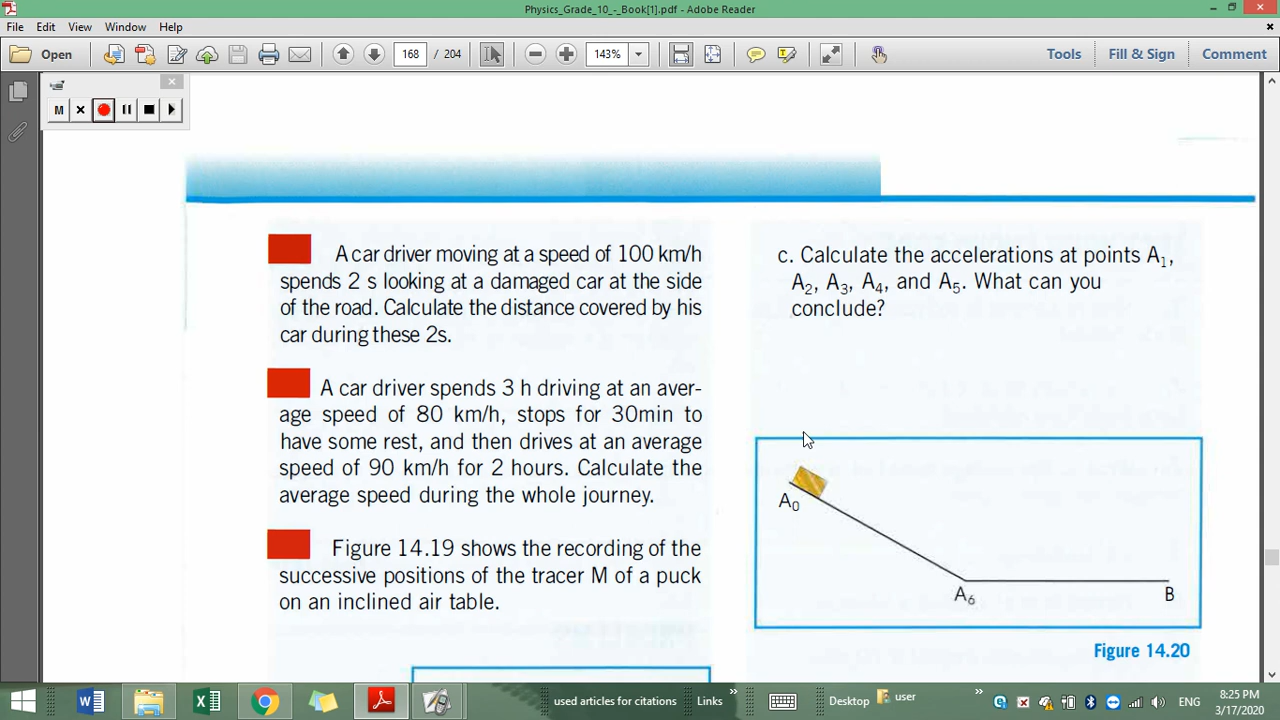 Physics_Grade_10_-_Book[1].pdf - Adobe Reader
File Edit View Window Help
Open 168 / 204 143% Tools Fill & Sign Comment
M
A car driver moving at a speed of 100 km/h
spends 2 s looking at a damaged car at the side
of the road. Calculate the distance covered by his
car during these 2s.
A car driver spends 3 h driving at an aver-
age speed of 80 km/h, stops for 30min to
have some rest, and then drives at an average
speed of 90 km/h for 2 hours. Calculate the
average speed during the whole journey.
Figure 14.19 shows the recording of the
successive positions of the tracer M of a puck
on an inclined air table.
c. Calculate the accelerations at points A₁,
A₂, A₃, A₄, and A₅. What can you
conclude?
A₀
A₆
B
Figure 14.20
used articles for citations Links » Desktop user » ENG
8:25 PM
3/17/2020